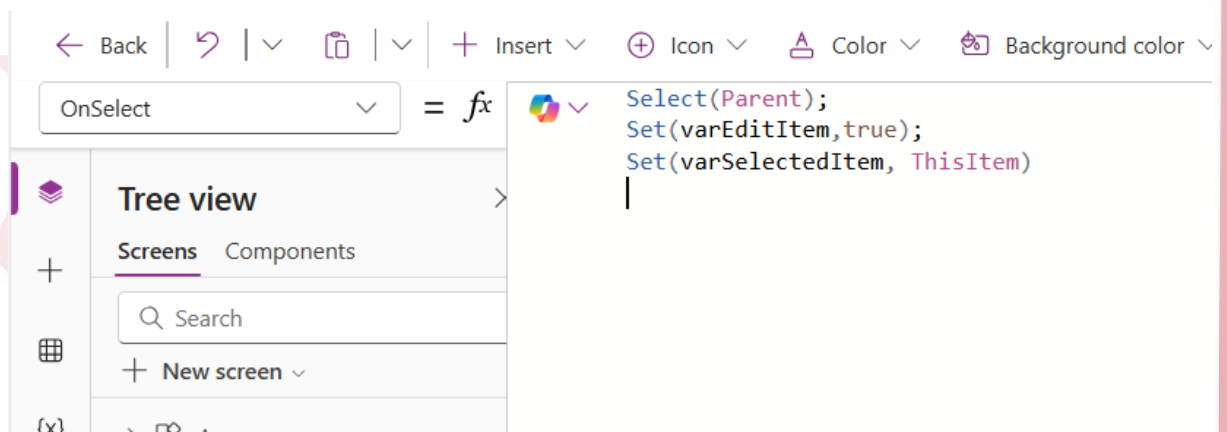 Back
Insert
Icon
Color
Background color
OnSelect
= fx
Select(Parent);
Set(varEditItem,true);
Set(varSelectedItem, ThisItem)
Tree view
Screens Components
Search
New screen
{x}